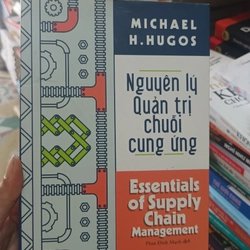 MICHAEL
H.HUGOS
Nguyên lý
Quản trị
chuỗi
cung ứng
Essentials
of Supply
Chain
Management